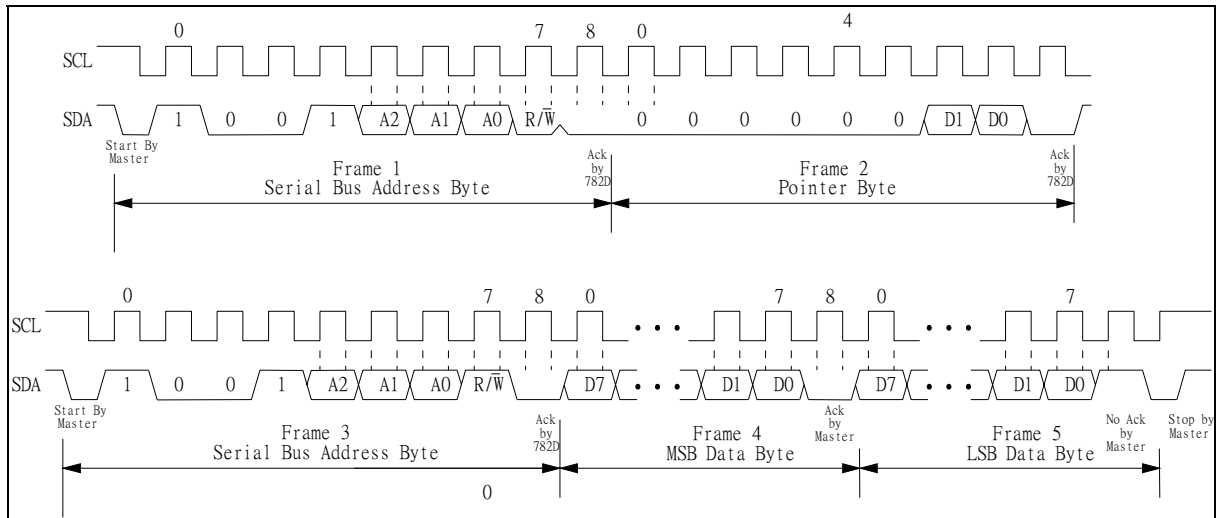 0 7 8 0 4
SCL
SDA 1 0 0 1 A2 A1 A0 R/W̅ 0 0 0 0 0 0 D1 D0
Start By
Master
Ack
by
782D
Ack
by
782D
Frame 1
Serial Bus Address Byte
Frame 2
Pointer Byte
0 7 8 0 7 8 0 7
SCL
SDA 1 0 0 1 A2 A1 A0 R/W̅ D7 D1 D0 D7 D1 D0
Start By
Master
Ack
by
782D
Ack
by
Master
No Ack
by
Master
Stop by
Master
Frame 3
Serial Bus Address Byte
Frame 4
MSB Data Byte
Frame 5
LSB Data Byte
0